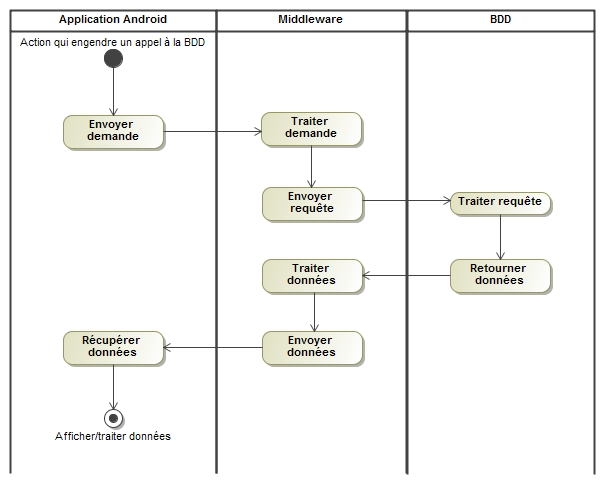 Application Android
Middleware
BDD
Action qui engendre un appel à la BDD
Envoyer
demande
Traiter
demande
Envoyer
requête
Traiter requête
Traiter
données
Retourner
données
Récupérer
données
Envoyer
données
Afficher/traiter données